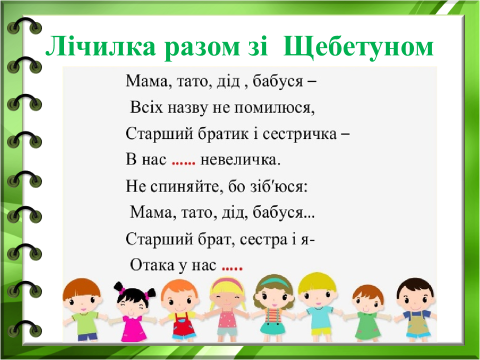 Лічилка разом зі Щебетуном
Мама, тато, дід , бабуся –
Всіх назву не помилюся,
Старший братик і сестричка –
В нас ...... невеличка.
Не спиняйте, бо зіб'юся:
Мама, тато, дід, бабуся...
Старший брат, сестра і я-
Отака у нас .....